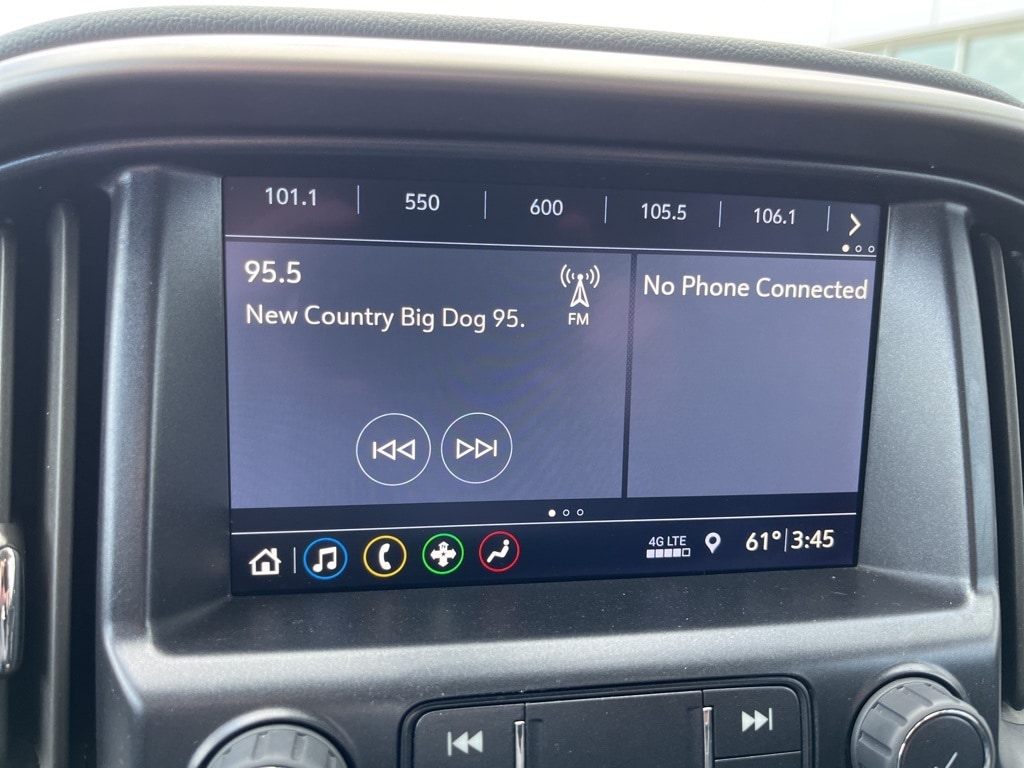 101.1 550 600 105.5 106.1
95.5
New Country Big Dog 95.
FM
No Phone Connected
4G LTE
61° 3:45